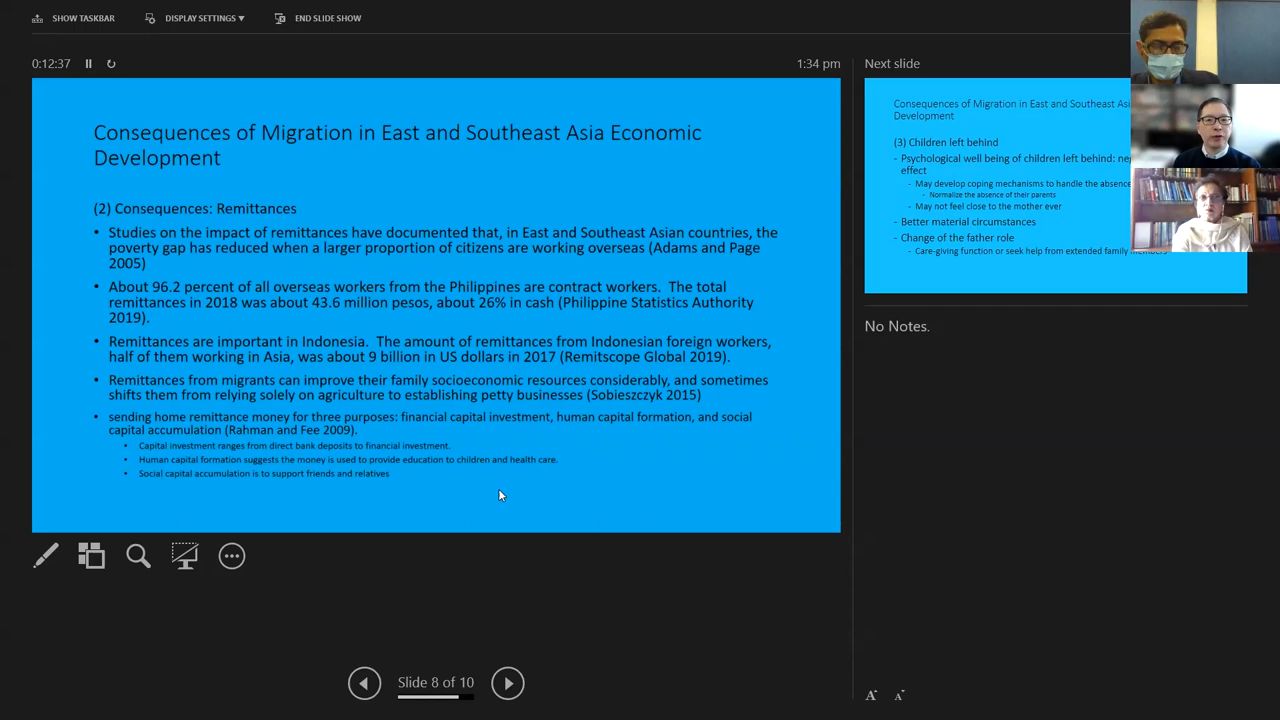 SHOW TASKBAR
DISPLAY SETTINGS ▼
END SLIDE SHOW
0:12:37
1:34 pm
Consequences of Migration in East and Southeast Asia Economic
Development
(2) Consequences: Remittances
• Studies on the impact of remittances have documented that, in East and Southeast Asian countries, the
poverty gap has reduced when a larger proportion of citizens are working overseas (Adams and Page
2005)
• About 96.2 percent of all overseas workers from the Philippines are contract workers.  The total
remittances in 2018 was about 43.6 million pesos, about 26% in cash (Philippine Statistics Authority
2019).
• Remittances are important in Indonesia.  The amount of remittances from Indonesian foreign workers,
half of them working in Asia, was about 9 billion in US dollars in 2017 (Remitscope Global 2019).
• Remittances from migrants can improve their family socioeconomic resources considerably, and sometimes
shifts them from relying solely on agriculture to establishing petty businesses (Sobieszczyk 2015)
• sending home remittance money for three purposes: financial capital investment, human capital formation, and social
capital accumulation (Rahman and Fee 2009).
• Capital investment ranges from direct bank deposits to financial investment.
• Human capital formation suggests the money is used to provide education to children and health care.
• Social capital accumulation is to support friends and relatives
Slide 8 of 10
Next slide
Consequences of Migration in East and Southeast Asi
Development
(3) Children left behind
- Psychological well being of children left behind: ne
effect
- May develop coping mechanisms to handle the absence
- Normalize the absence of their parents
- May not feel close to the mother ever
- Better material circumstances
- Change of the father role
- Care-giving function or seek help from extended family members
No Notes.
A A